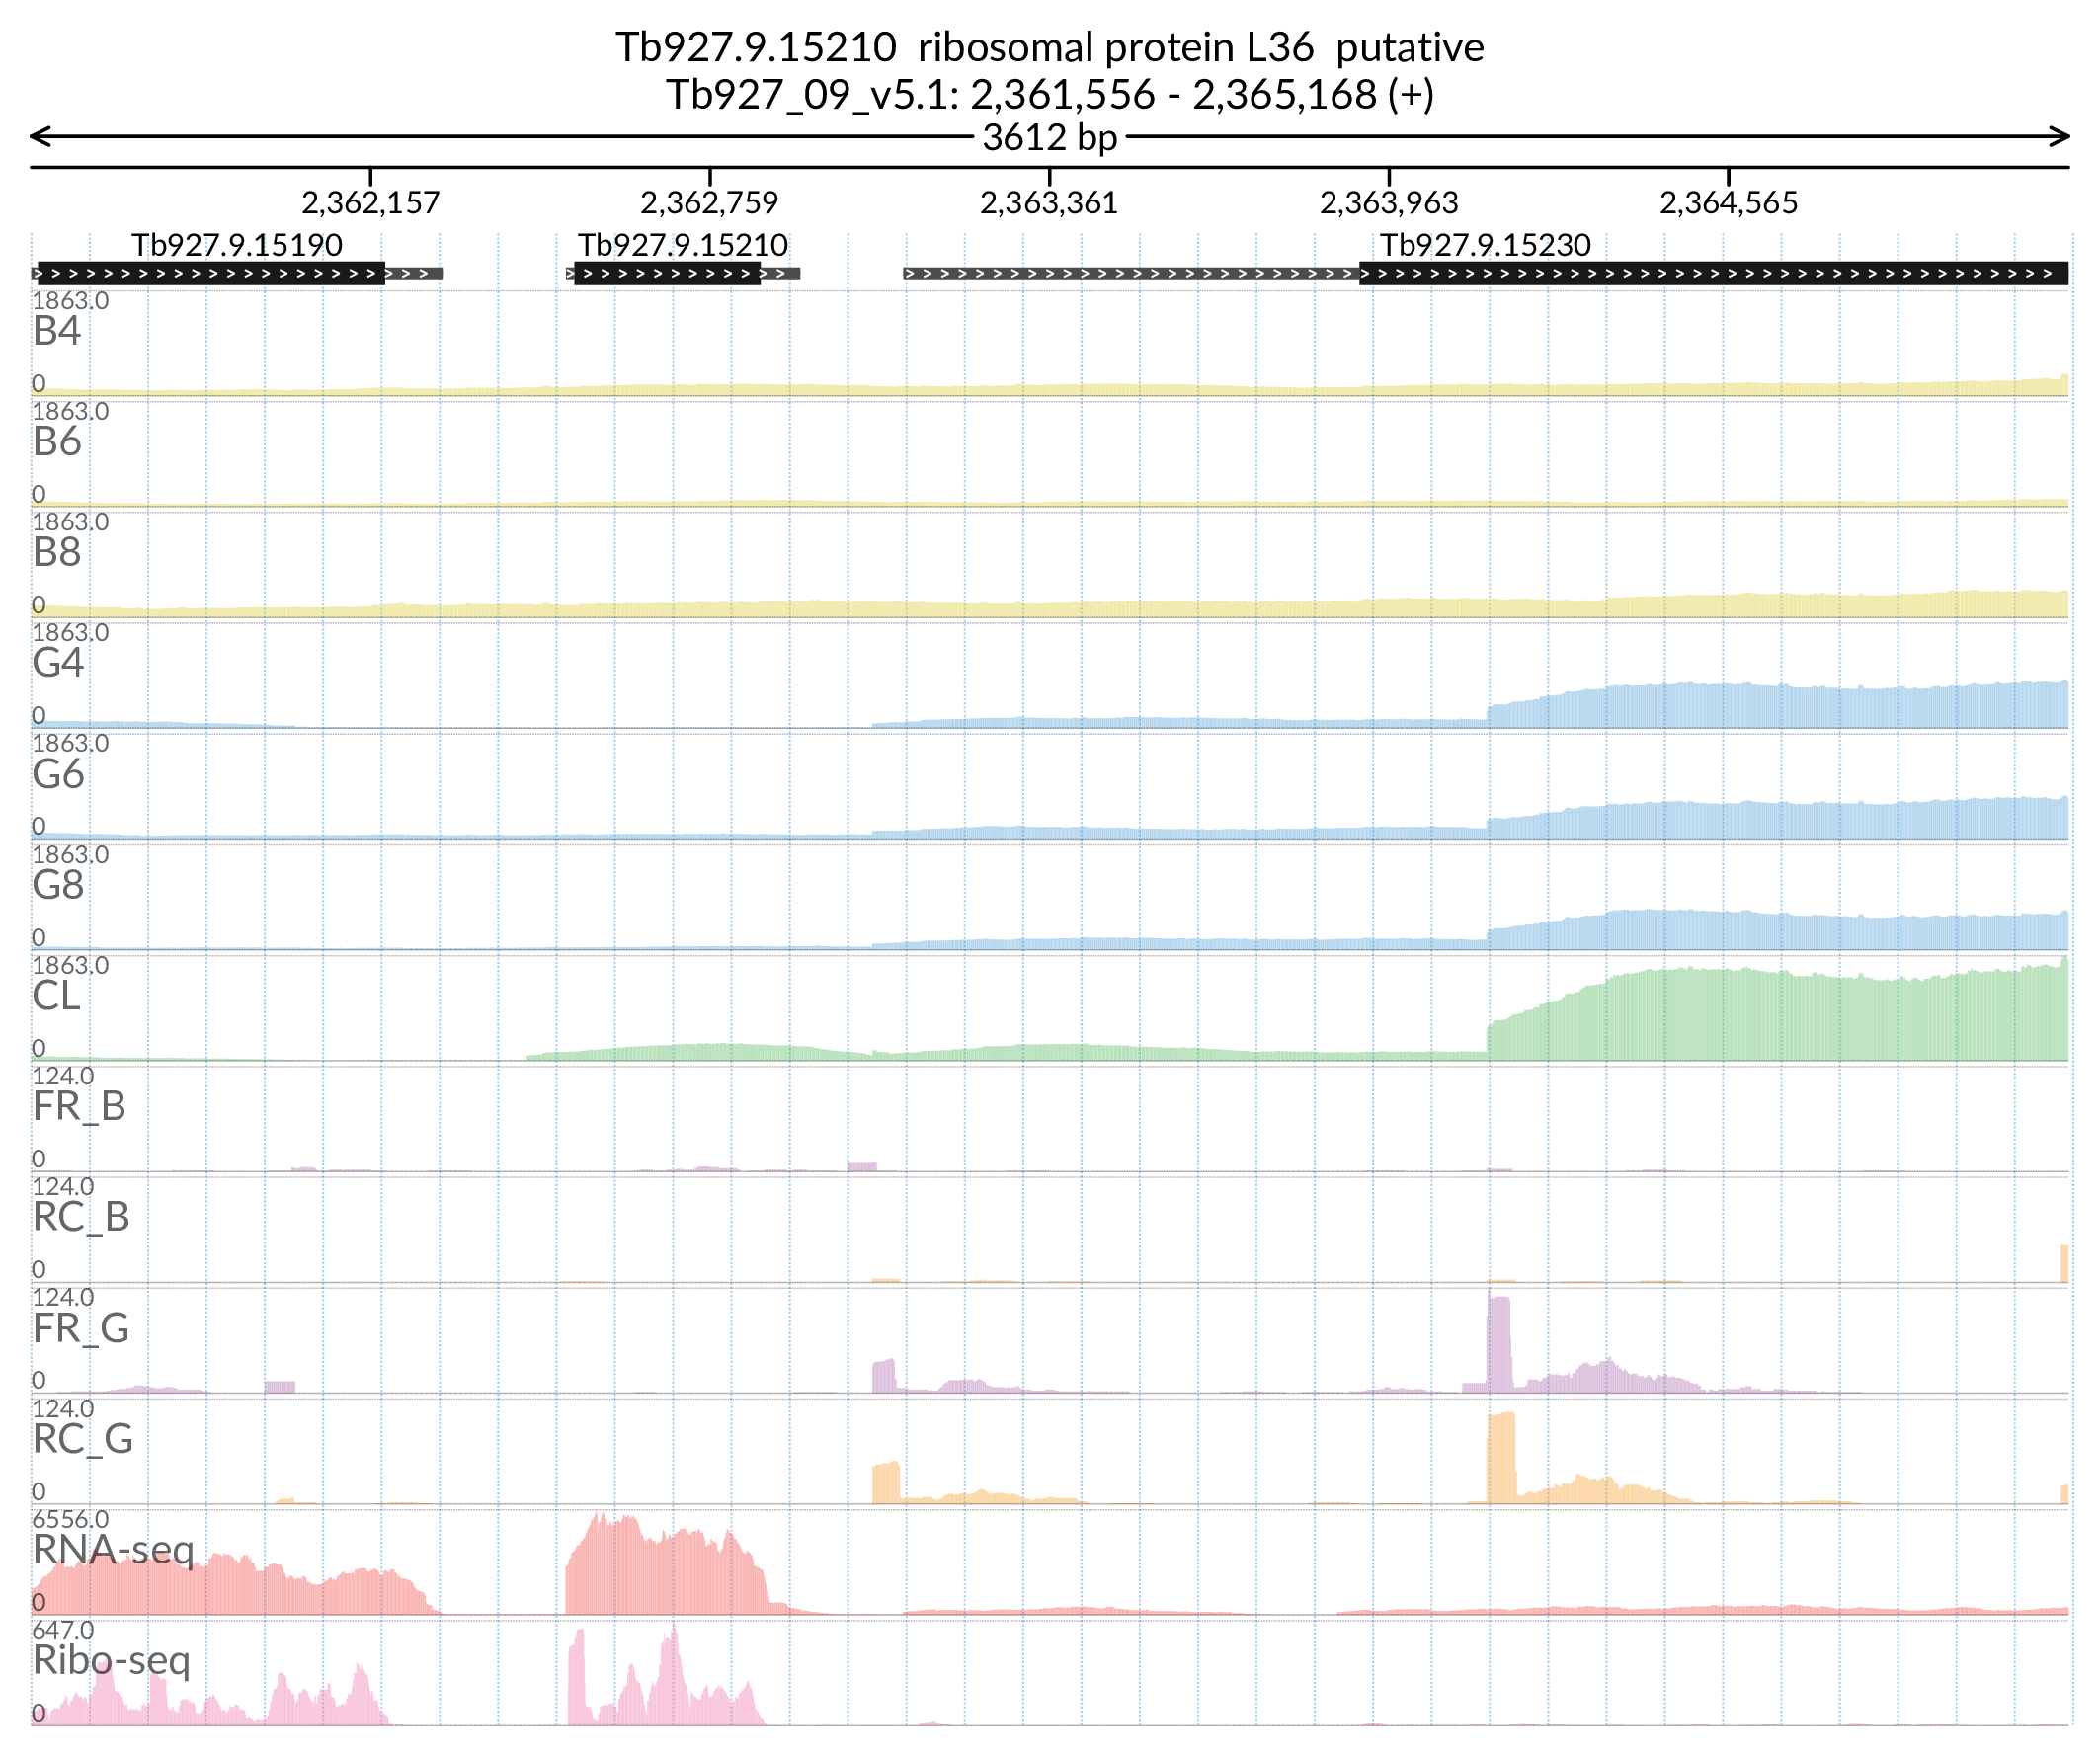 Tb927.9.15210  ribosomal protein L36  putative
Tb927_09_v5.1: 2,361,556 - 2,365,168 (+)
3612 bp
2,362,157 2,362,759 2,363,361 2,363,963 2,364,565
Tb927.9.15190 Tb927.9.15210 Tb927.9.15230
1863.0
B4
0
1863.0
B6
0
1863.0
B8
0
1863.0
G4
0
1863.0
G6
0
1863.0
G8
0
1863.0
CL
0
124.0
FR_B
0
124.0
RC_B
0
124.0
FR_G
0
124.0
RC_G
0
6556.0
RNA-seq
0
647.0
Ribo-seq
0